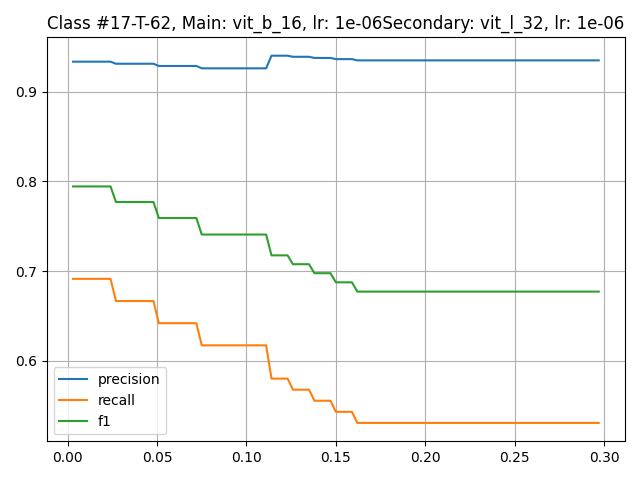 Class #17-T-62, Main: vit_b_16, lr: 1e-06Secondary: vit_l_32, lr: 1e-06
0.9
0.8
0.7
0.6
precision
recall
f1
0.00 0.05 0.10 0.15 0.20 0.25 0.30